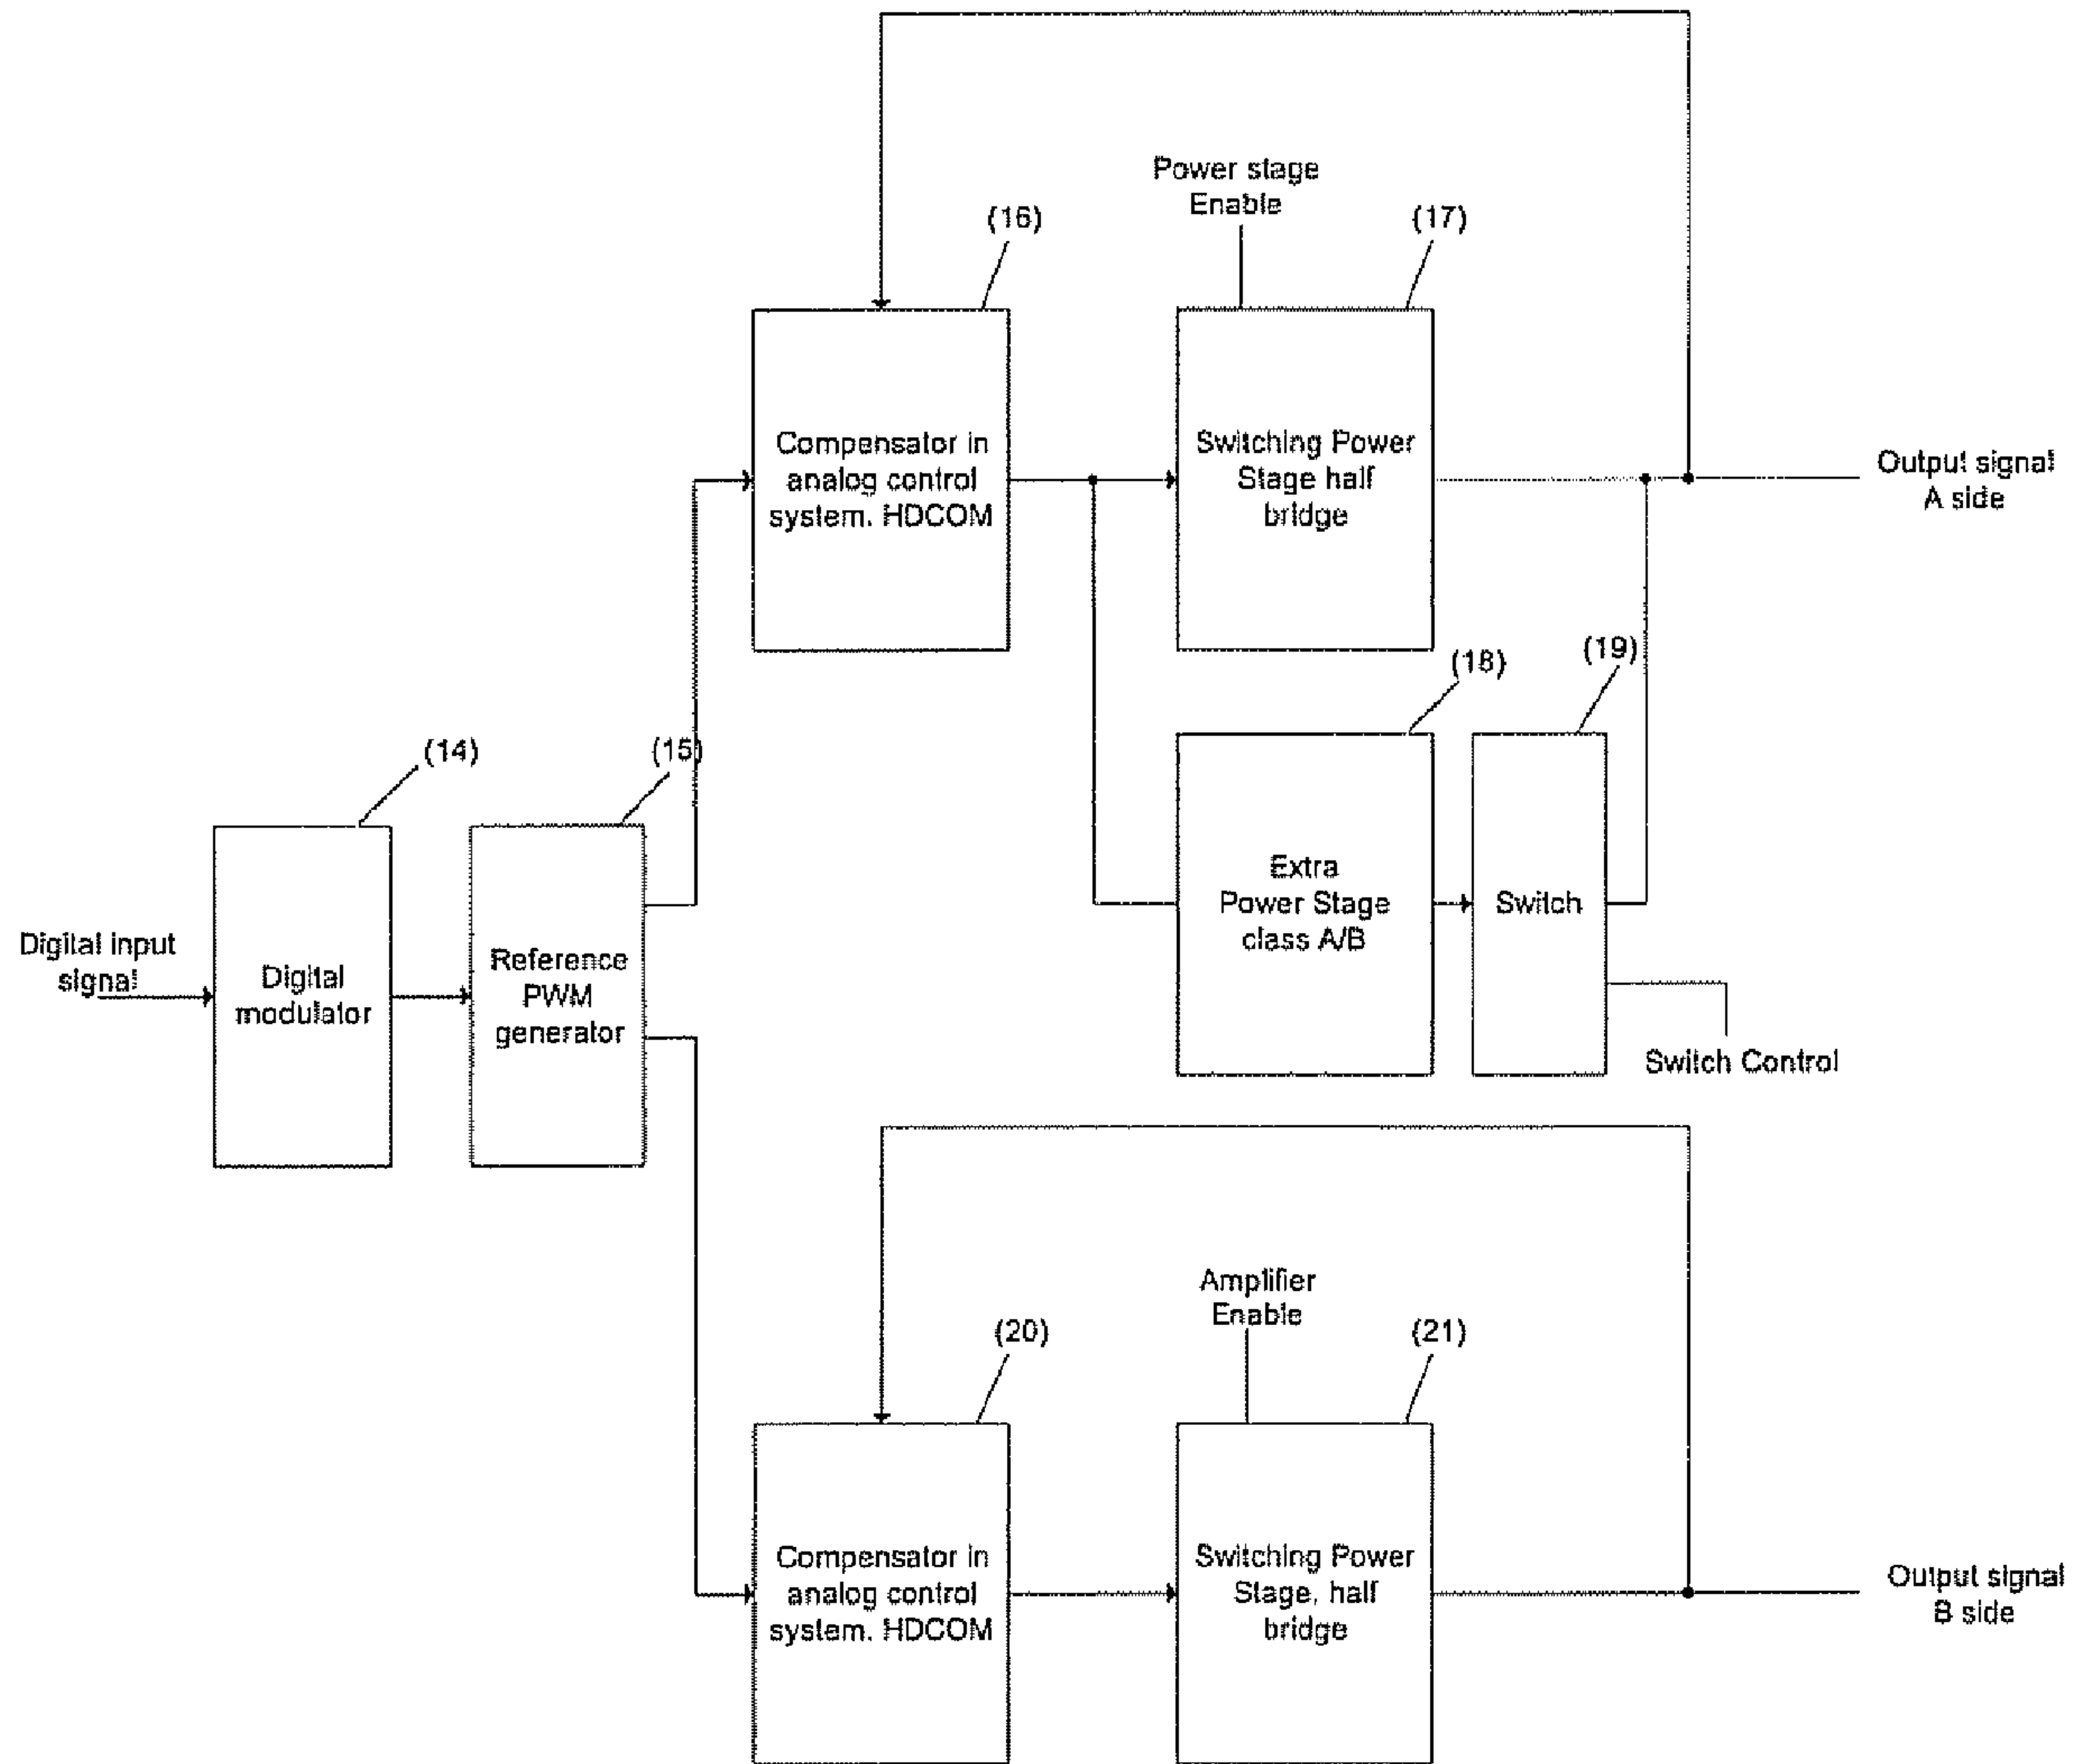 Power stage
Enable
(16)
(17)
Compensator in
analog control
system. HDCOM
Switching Power
Stage half
bridge
Output signal
A side
(18)
(19)
(14)
(15)
Extra
Power Stage
class A/B
Switch
Digital input
signal
Digital
modulator
Reference
PWM
generator
Switch Control
Amplifier
Enable
(20)
(21)
Compensator in
analog control
system. HDCOM
Switching Power
Stage, half
bridge
Output signal
B side